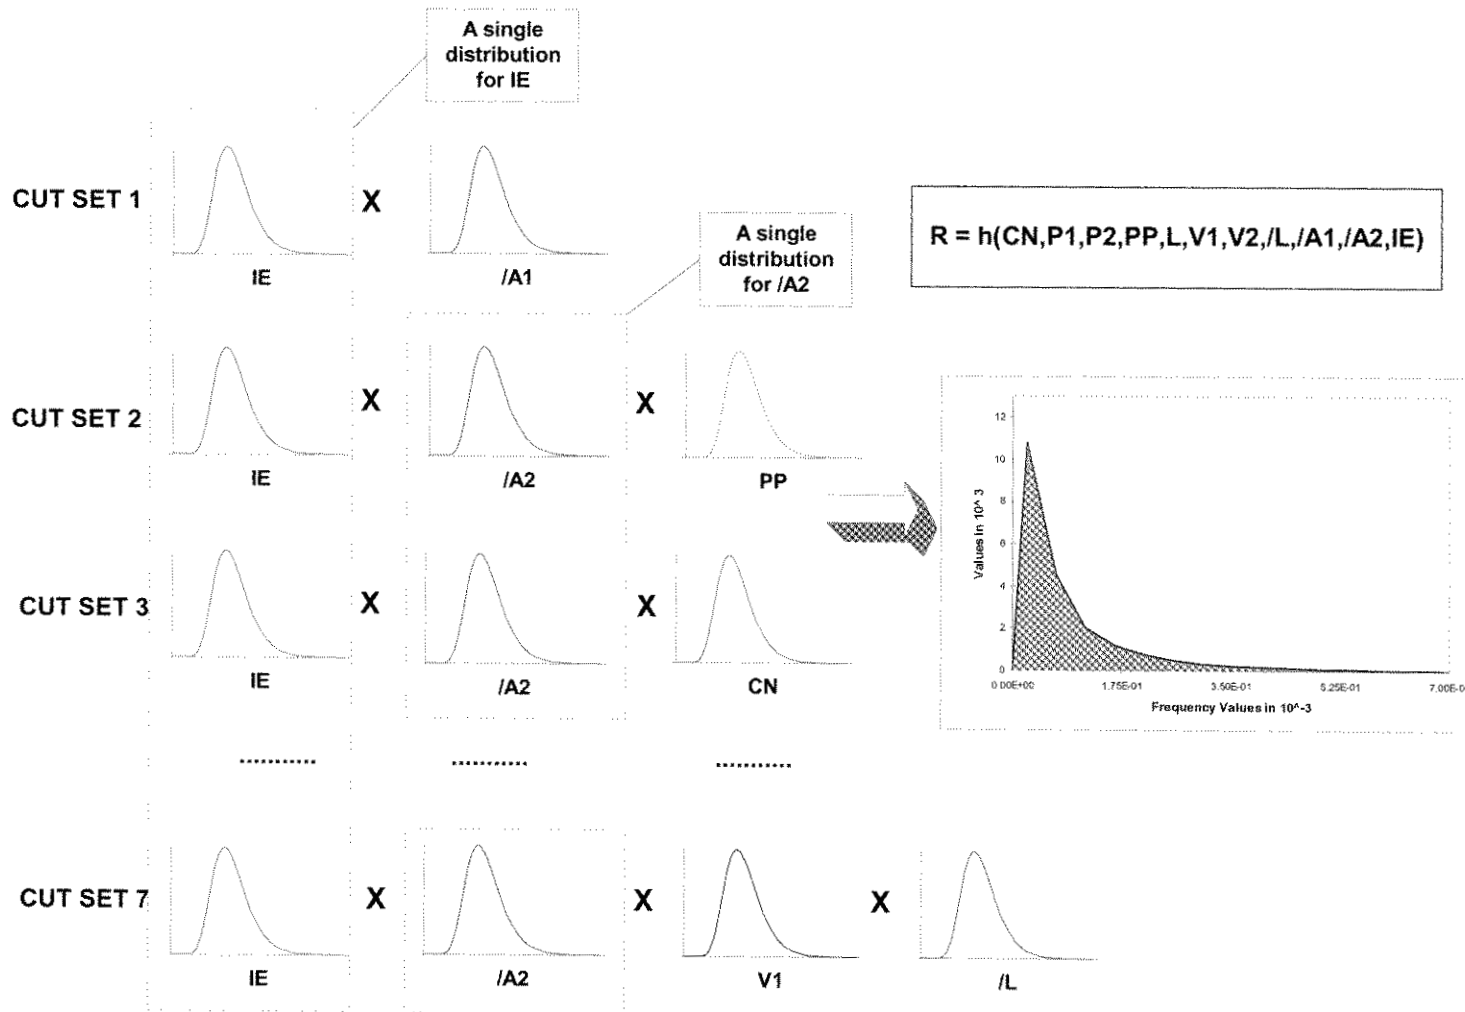 A single
distribution
for IE
CUT SET 1
X
IE
/A1
A single
distribution
for /A2
R = h(CN,P1,P2,PP,L,V1,V2,/L,/A1,/A2,IE)
CUT SET 2
X
X
IE
/A2
PP
CUT SET 3
X
X
IE
/A2
CN
Values in 10^ 3
12
10
8
6
4
2
0
0.00E+00
1.75E-01
3.50E-01
5.25E-01
7.00E-0
Frequency Values in 10^-3
CUT SET 7
X
X
X
IE
/A2
V1
/L